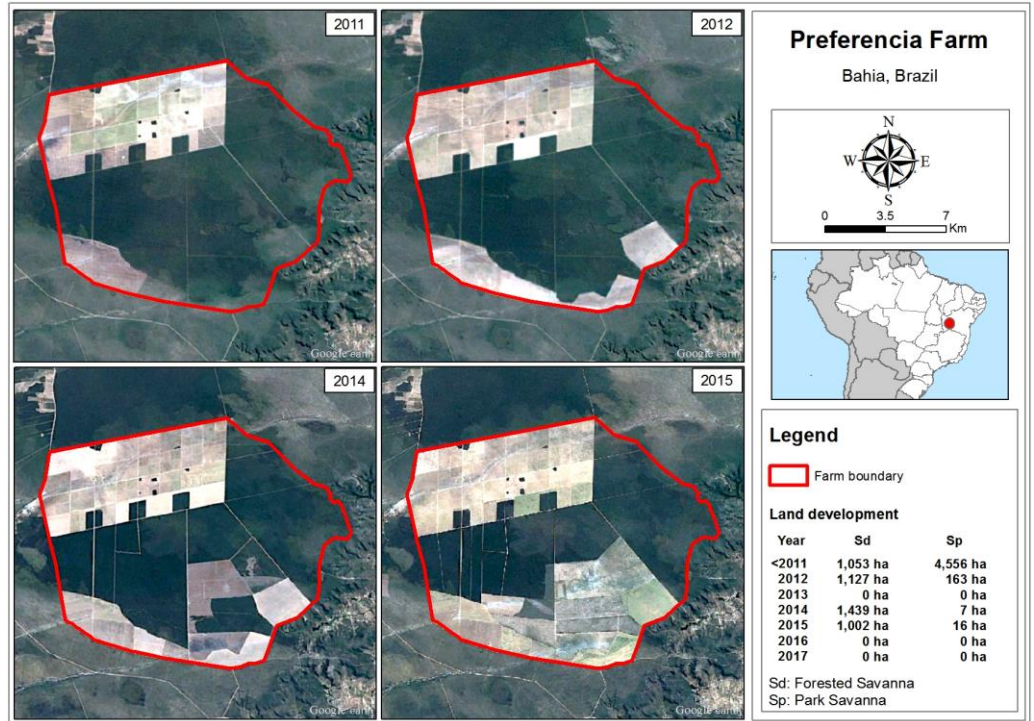 2011
2012
Google earth
Google earth
2014
2015
Google earth
Google earth
Preferencia Farm
Bahia, Brazil
N
W E
S
0 3.5 7
Km
Legend
Farm boundary
Land development
Year Sd Sp
<2011 1,053 ha 4,556 ha
2012 1,127 ha 163 ha
2013 0 ha 0 ha
2014 1,439 ha 7 ha
2015 1,002 ha 16 ha
2016 0 ha 0 ha
2017 0 ha 0 ha
Sd: Forested Savanna
Sp: Park Savanna